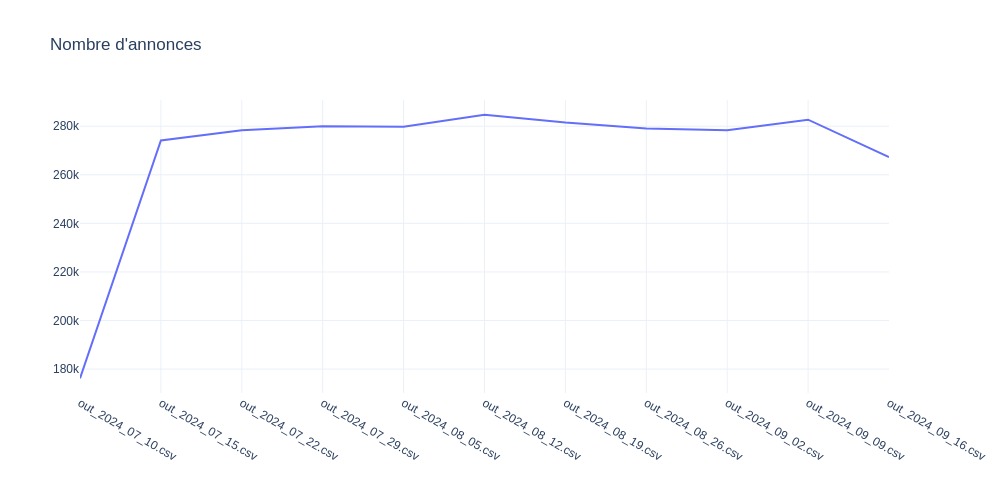 Nombre d'annonces
280k
260k
240k
220k
200k
180k
out_2024_07_10.csv
out_2024_07_15.csv
out_2024_07_22.csv
out_2024_07_29.csv
out_2024_08_05.csv
out_2024_08_12.csv
out_2024_08_19.csv
out_2024_08_26.csv
out_2024_09_02.csv
out_2024_09_09.csv
out_2024_09_16.csv